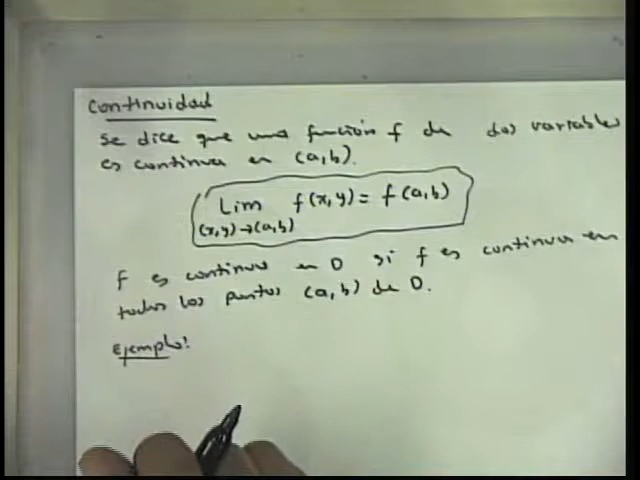 Continuidad
Se dice que una función f de dos variables
es continua en (a,b).
Lim f(x,y) = f(a,b)
(x,y)→(a,b)
f es continua en D si f es continua en
todos los puntos (a,b) de D.
Ejemplo: